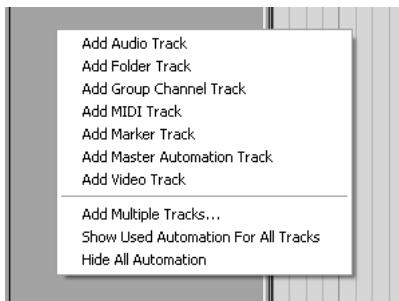 Add Audio Track
Add Folder Track
Add Group Channel Track
Add MIDI Track
Add Marker Track
Add Master Automation Track
Add Video Track
Add Multiple Tracks...
Show Used Automation For All Tracks
Hide All Automation